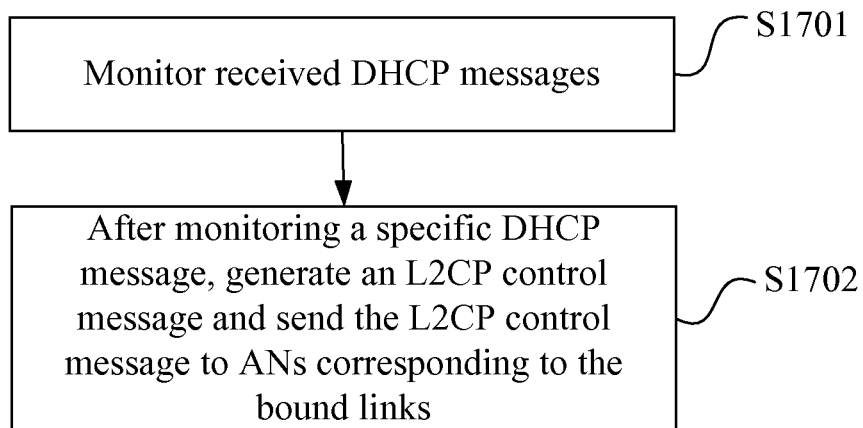 S1701
Monitor received DHCP messages
After monitoring a specific DHCP
message, generate an L2CP control
message and send the L2CP control
message to ANs corresponding to the
bound links
S1702